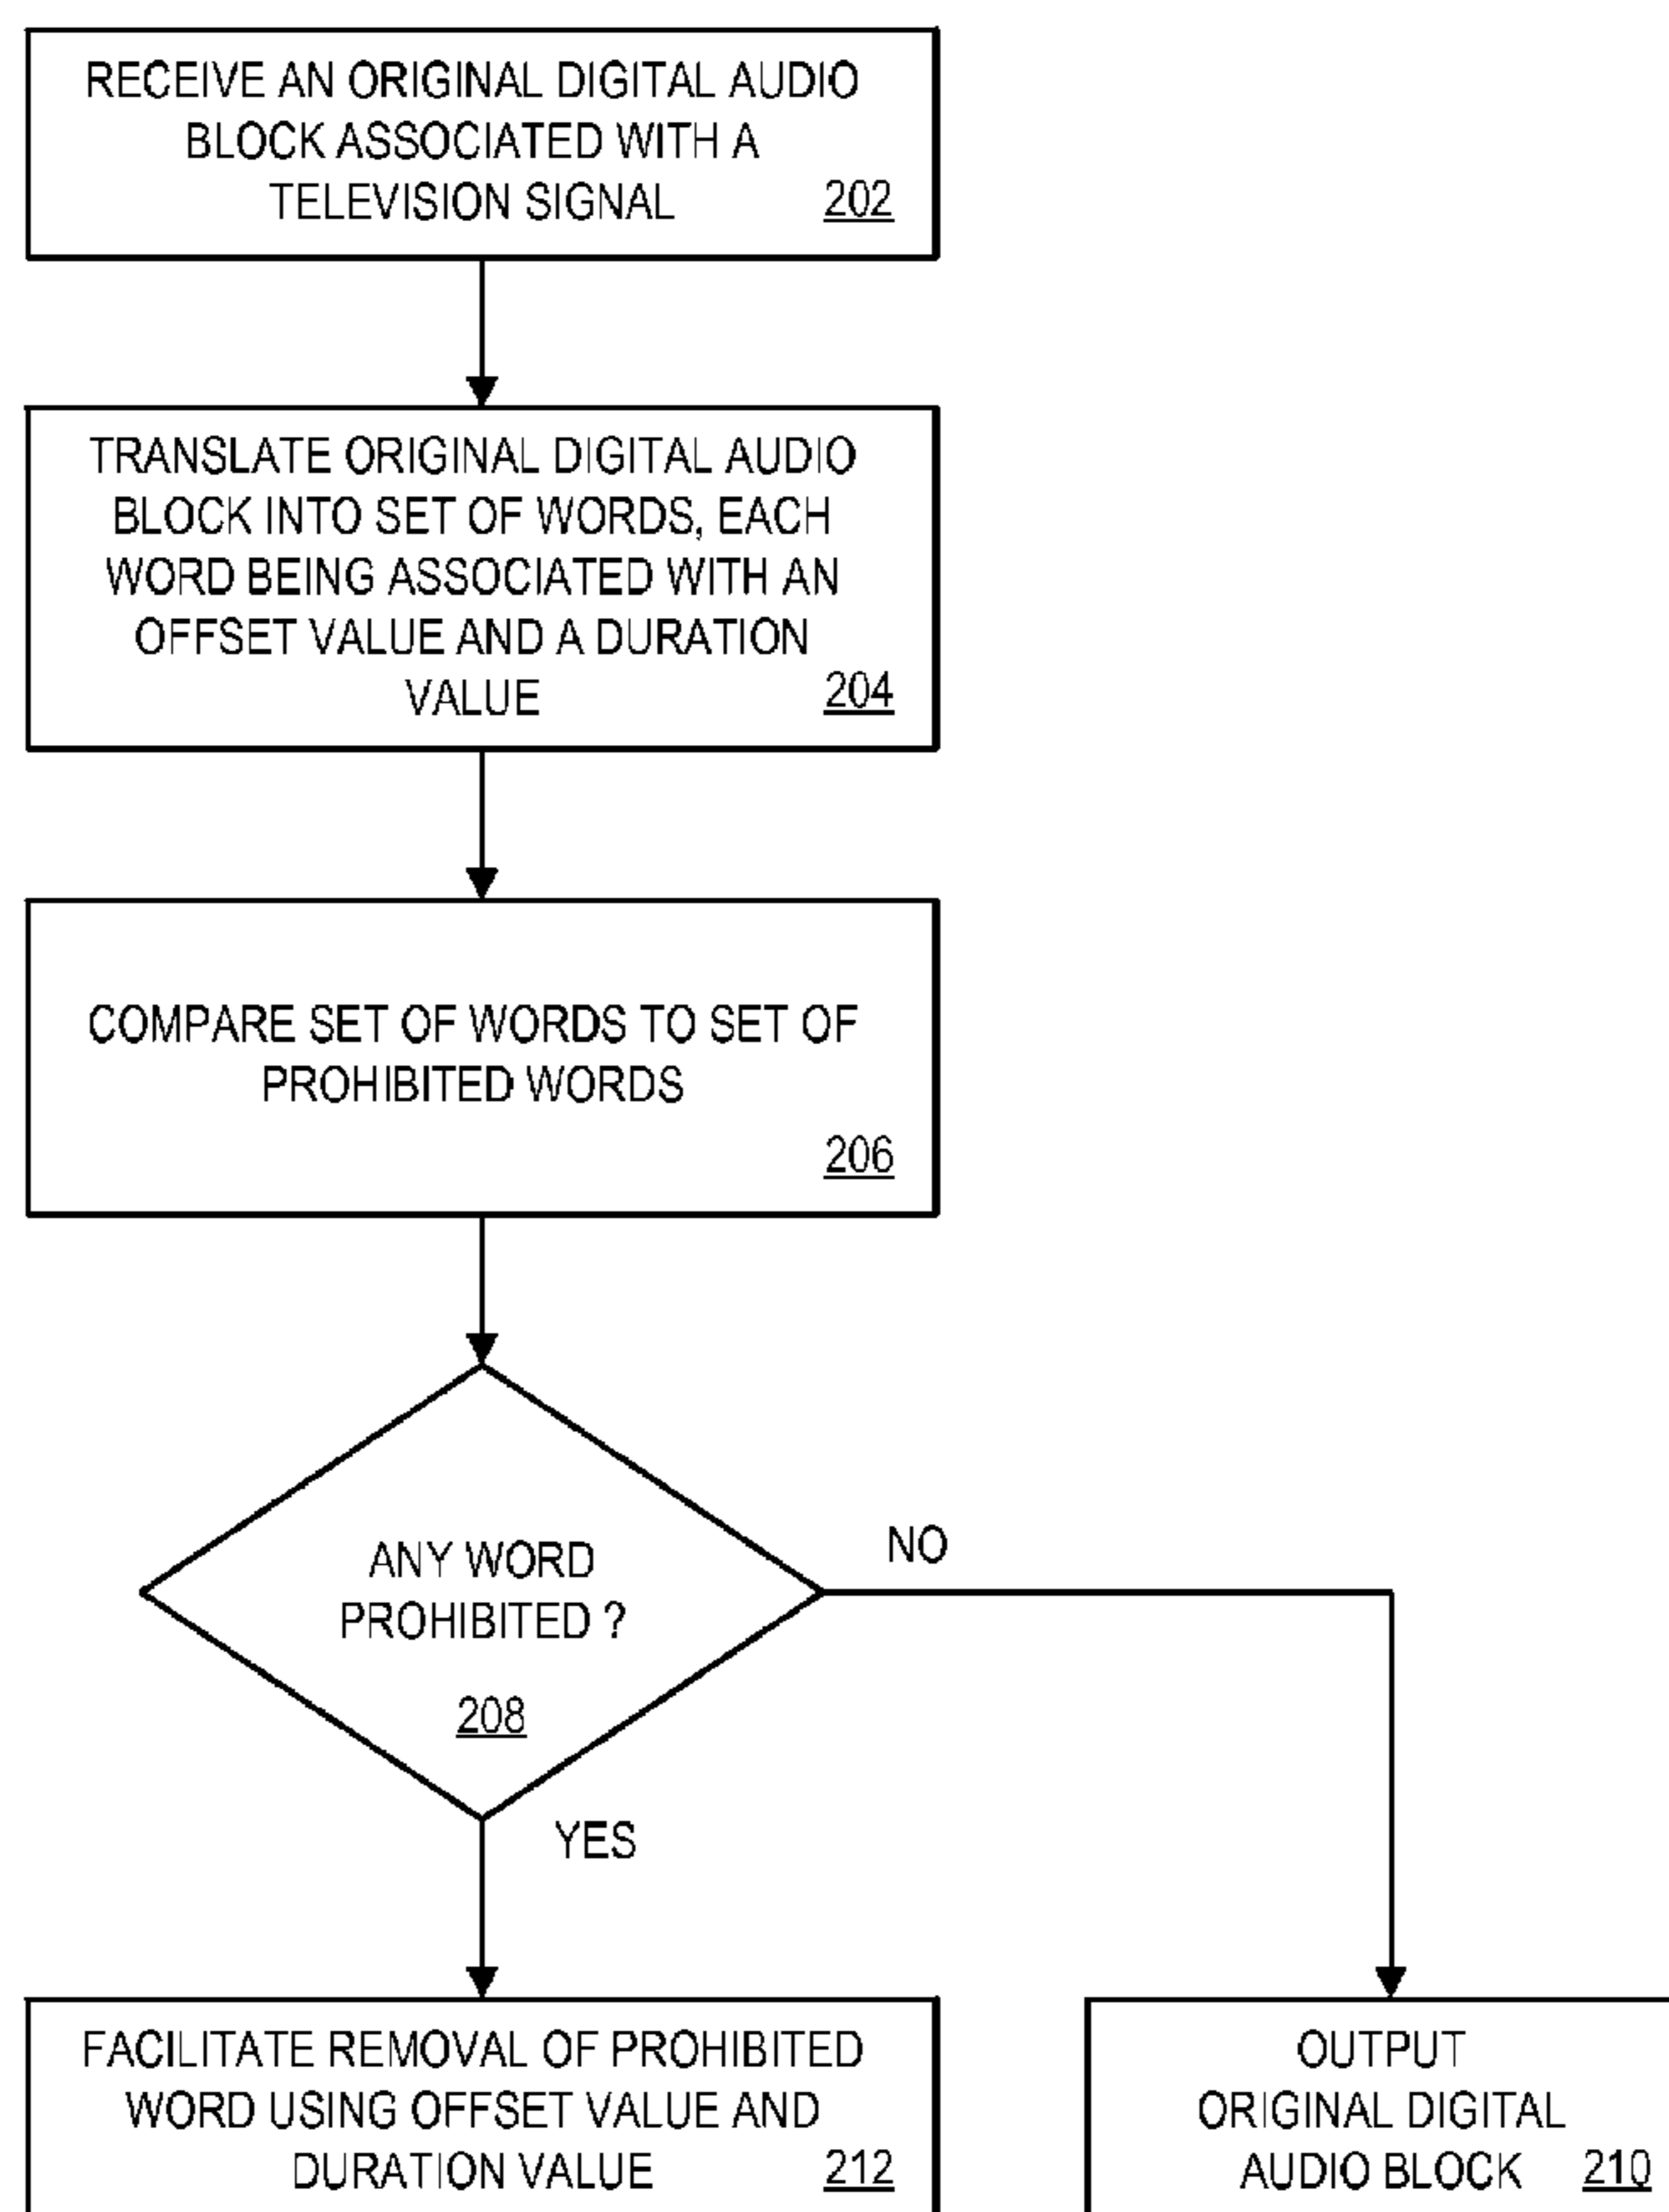 RECEIVE AN ORIGINAL DIGITAL AUDIO
BLOCK ASSOCIATED WITH A
TELEVISION SIGNAL 202
TRANSLATE ORIGINAL DIGITAL AUDIO
BLOCK INTO SET OF WORDS, EACH
WORD BEING ASSOCIATED WITH AN
OFFSET VALUE AND A DURATION
VALUE 204
COMPARE SET OF WORDS TO SET OF
PROHIBITED WORDS
206
ANY WORD
PROHIBITED ?
208
NO
YES
FACILITATE REMOVAL OF PROHIBITED
WORD USING OFFSET VALUE AND
DURATION VALUE 212
OUTPUT
ORIGINAL DIGITAL
AUDIO BLOCK 210